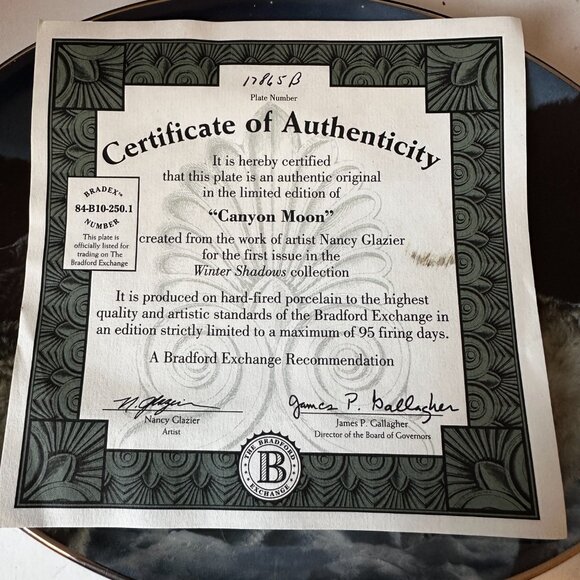 17865B
Plate Number
Certificate of Authenticity
It is hereby certified
that this plate is an authentic original
in the limited edition of
“Canyon Moon”
created from the work of artist Nancy Glazier
for the first issue in the
Winter Shadows collection
BRADEX™
84-B10-250.1
NUMBER
This plate is
officially listed for
trading on The
Bradford Exchange
It is produced on hard-fired porcelain to the highest
quality and artistic standards of the Bradford Exchange in
an edition strictly limited to a maximum of 95 firing days.
A Bradford Exchange Recommendation
N. Glazier
Nancy Glazier
Artist
James P. Gallagher
James P. Gallagher
Director of the Board of Governors
THE BRADFORD
B
EXCHANGE